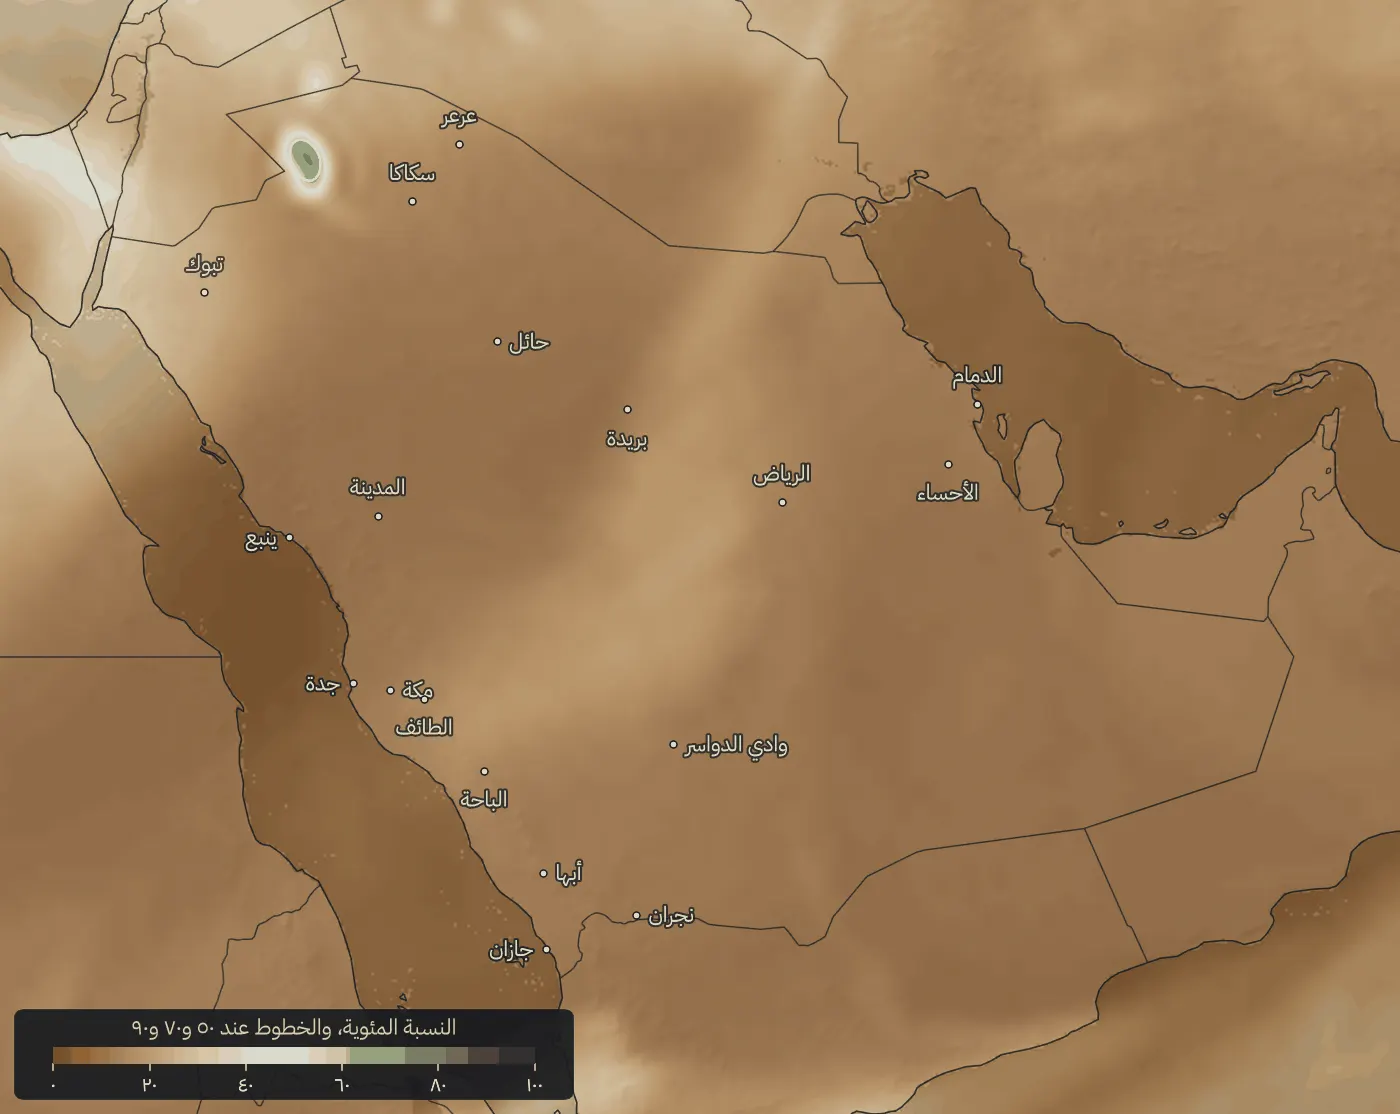 عرعر
سكاكا
تبوك
حائل
الدمام
بريدة
الرياض
المدينة
الأحساء
ينبع
جدة
مكة
الطائف
وادي الدواسر
الباحة
أبها
نجران
جازان
النسبة المئوية، والخطوط عند ٥٠ و٧٠ و٩٠
٠ ٢٠ ٤٠ ٦٠ ٨٠ ١٠٠